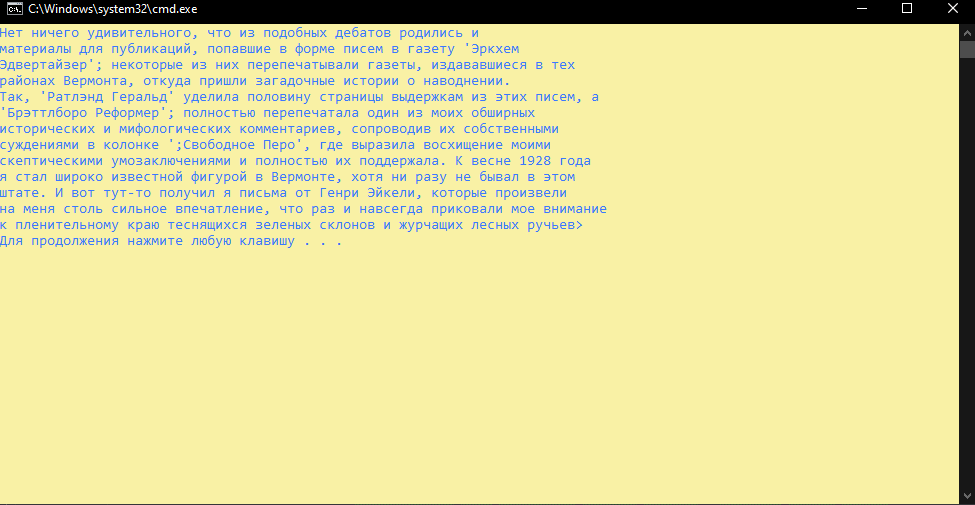 C:\Windows\system32\cmd.exe
Нет ничего удивительного, что из подобных дебатов родились и
материалы для публикаций, попавшие в форме писем в газету 'Эркхем
Эдвертайзер'; некоторые из них перепечатывали газеты, издававшиеся в тех
районах Вермонта, откуда пришли загадочные истории о наводнении.
Так, 'Ратлэнд Геральд' уделила половину страницы выдержкам из этих писем, а
'Брэттлборо Реформер'; полностью перепечатала один из моих обширных
исторических и мифологических комментариев, сопроводив их собственными
суждениями в колонке ';Свободное Перо', где выразила восхищение моими
скептическими умозаключениями и полностью их поддержала. К весне 1928 года
я стал широко известной фигурой в Вермонте, хотя ни разу не бывал в этом
штате. И вот тут-то получил я письма от Генри Эйкели, которые произвели
на меня столь сильное впечатление, что раз и навсегда приковали мое внимание
к пленительному краю теснящихся зеленых склонов и журчащих лесных ручьев>
Для продолжения нажмите любую клавишу . . .